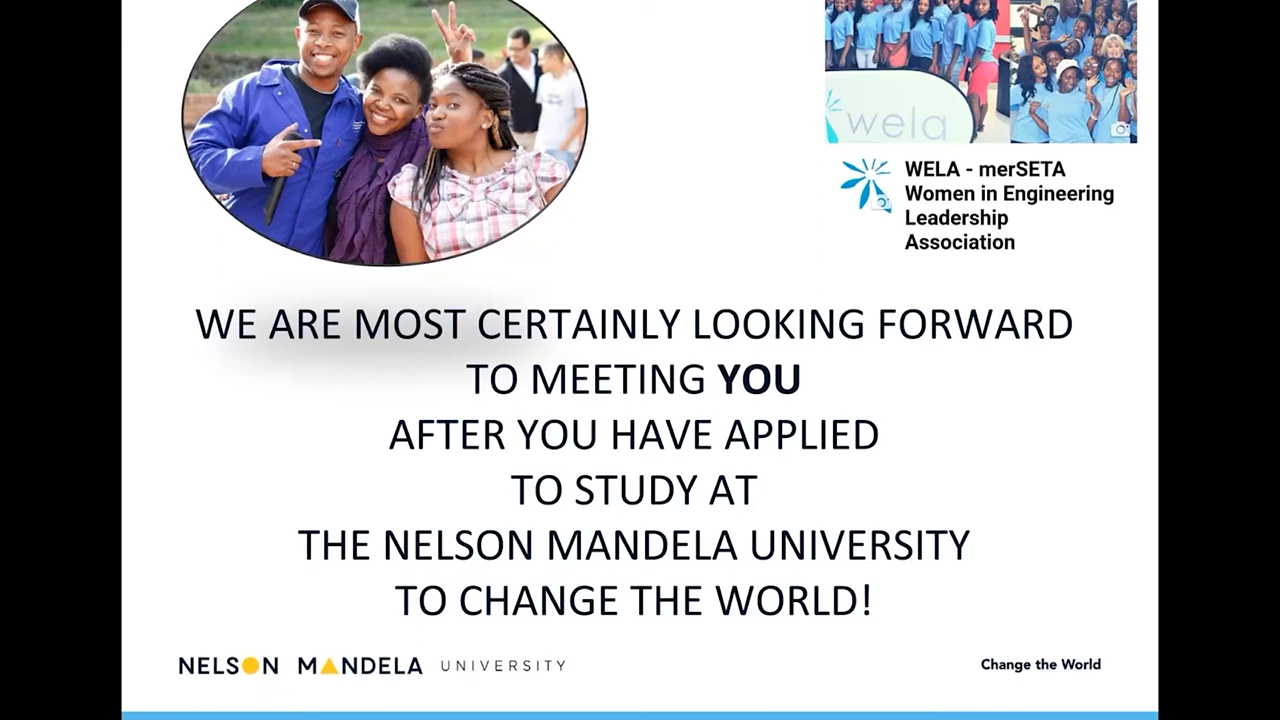 wela
WELA - merSETA
Women in Engineering
Leadership
Association
WE ARE MOST CERTAINLY LOOKING FORWARD
TO MEETING YOU
AFTER YOU HAVE APPLIED
TO STUDY AT
THE NELSON MANDELA UNIVERSITY
TO CHANGE THE WORLD!
NELSON MANDELA UNIVERSITY
Change the World